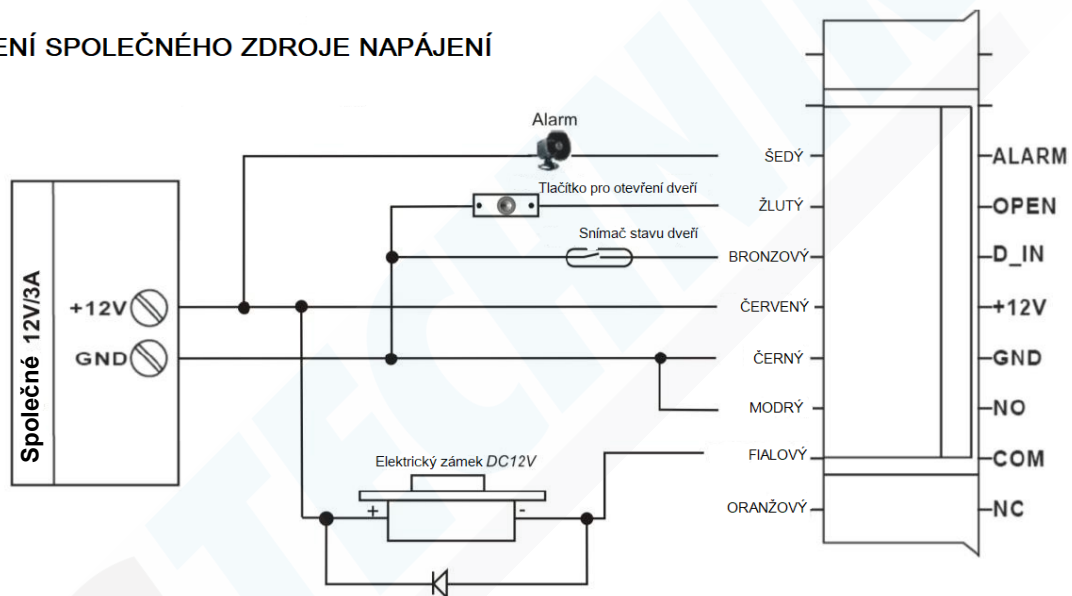 ENÍ SPOLEČNÉHO ZDROJE NAPÁJENÍ
Alarm
ŠEDÝ
ALARM
Tlačítko pro otevření dveří
ŽLUTÝ
OPEN
Snímač stavu dveří
BRONZOVÝ
D_IN
Společné 12V/3A
+12V
ČERVENÝ
+12V
GND
ČERNÝ
GND
MODRÝ
NO
Elektrický zámek DC12V
FIALOVÝ
COM
+
-
ORANŽOVÝ
NC
TECHNI